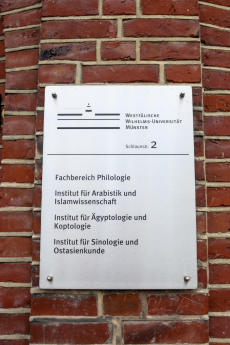 Westfälische
Wilhelms-Universität
Münster
Schlaunstr. 2
Fachbereich Philologie
Institut für Arabistik und
Islamwissenschaft
Institut für Ägyptologie und
Koptologie
Institut für Sinologie und
Ostasienkunde